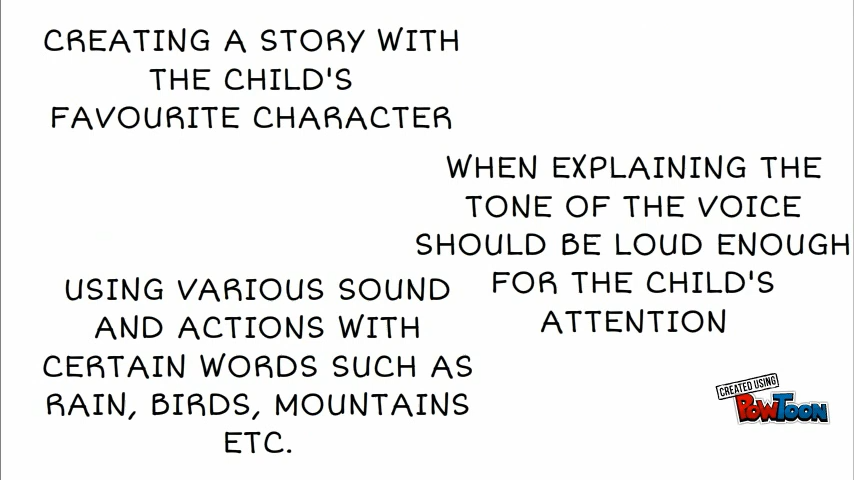 CREATING A STORY WITH
THE CHILD'S
FAVOURITE CHARACTER
WHEN EXPLAINING THE
TONE OF THE VOICE
SHOULD BE LOUD ENOUGH
FOR THE CHILD'S
ATTENTION
USING VARIOUS SOUND
AND ACTIONS WITH
CERTAIN WORDS SUCH AS
RAIN, BIRDS, MOUNTAINS
ETC.
CREATED USING
POWTOON